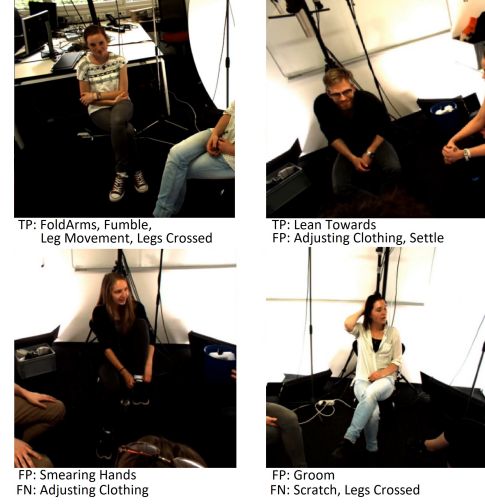 TP: FoldArms, Fumble,
Leg Movement, Legs Crossed
TP: Lean Towards
FP: Adjusting Clothing, Settle
FP: Smearing Hands
FN: Adjusting Clothing
FP: Groom
FN: Scratch, Legs Crossed